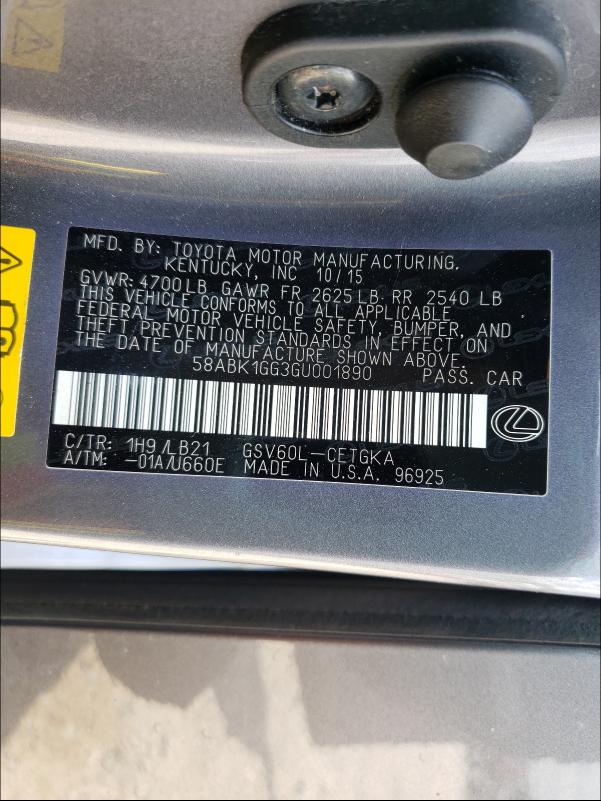 MFD. BY: TOYOTA MOTOR MANUFACTURING,
KENTUCKY, INC 10/15
GVWR: 4700LB GAWR FR 2625LB RR 2540 LB
THIS VEHICLE CONFORMS TO ALL APPLICABLE
FEDERAL MOTOR VEHICLE SAFETY, BUMPER, AND
THEFT PREVENTION STANDARDS IN EFFECT ON
THE DATE OF MANUFACTURE SHOWN ABOVE.
58ABK1GG3GU001890 PASS. CAR
C/TR: 1H9 /LB21 GSV60L-CETGKA
A/TM: -01A/U660E MADE IN U.S.A. 96925